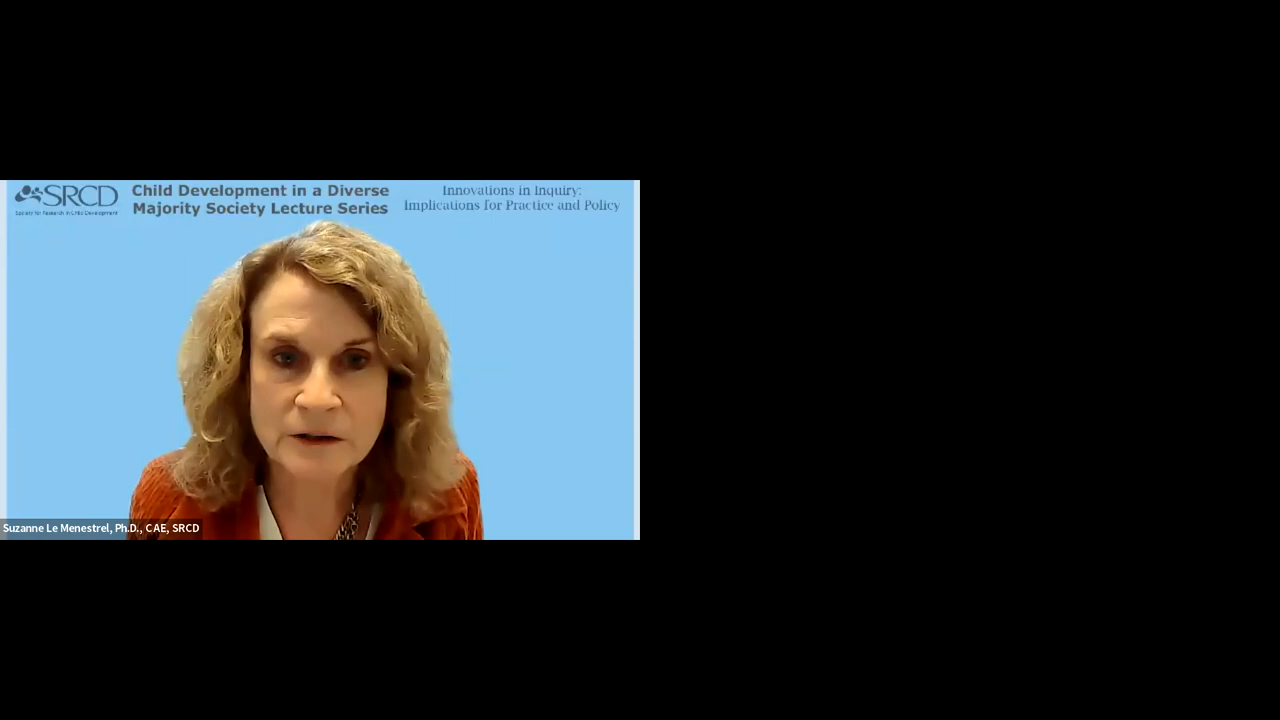 SRCD
Society for Research in Child Development
Child Development in a Diverse
Majority Society Lecture Series
Innovations in Inquiry:
Implications for Practice and Policy
Suzanne Le Menestrel, Ph.D., CAE, SRCD